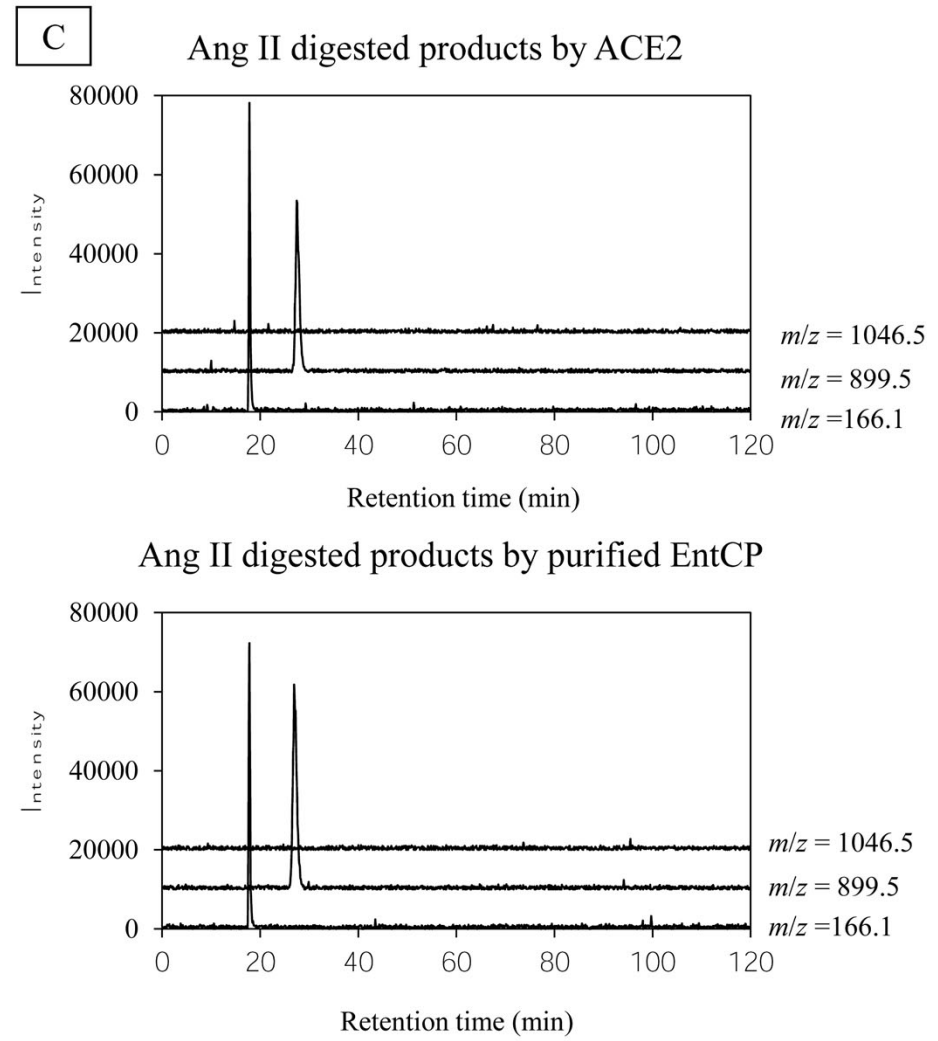 C
Ang II digested products by ACE2
80000
60000
40000
20000
0
Intensity
m/z = 1046.5
m/z = 899.5
m/z =166.1
0 20 40 60 80 100 120
Retention time (min)
Ang II digested products by purified EntCP
80000
60000
40000
20000
0
Intensity
m/z = 1046.5
m/z = 899.5
m/z =166.1
0 20 40 60 80 100 120
Retention time (min)